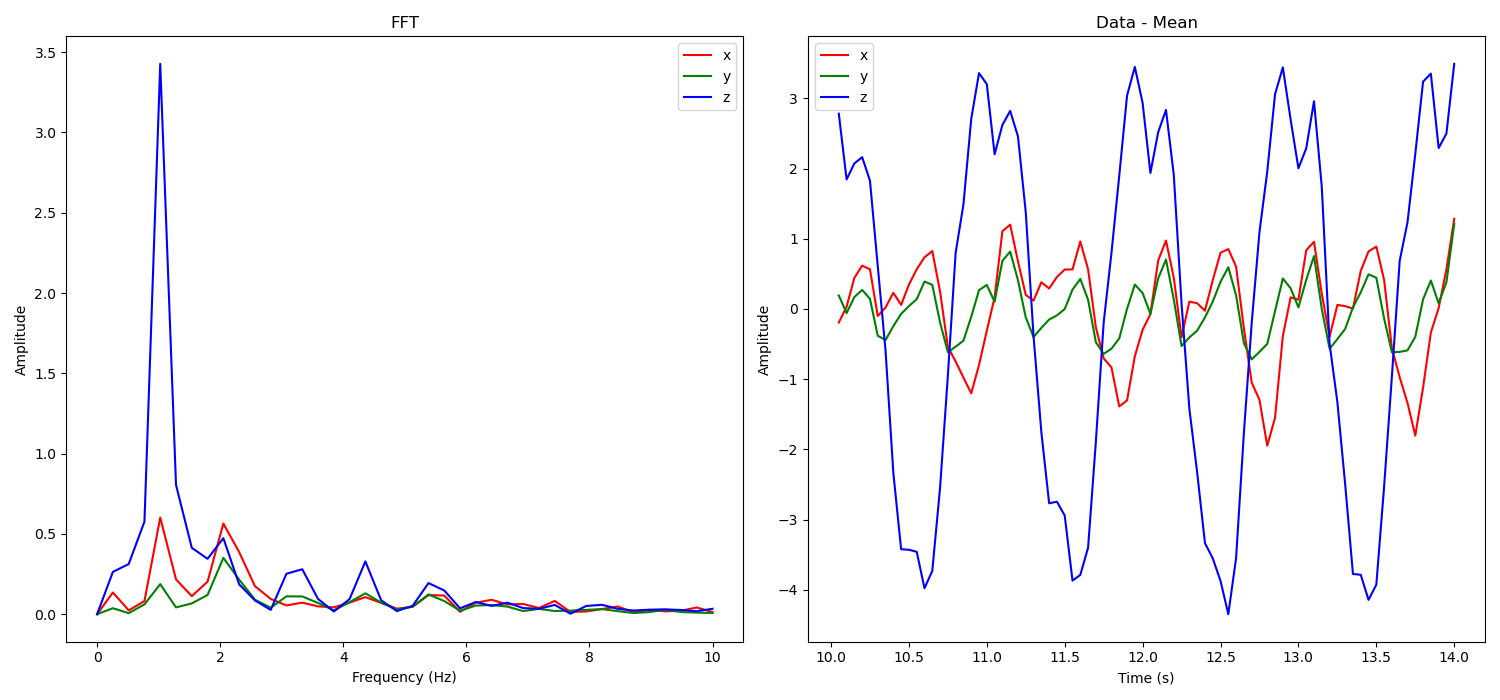 FFT
Amplitude
3.5
3.0
2.5
2.0
1.5
1.0
0.5
0.0
0 2 4 6 8 10
Frequency (Hz)
x
y
z
Data - Mean
Amplitude
3
2
1
0
−1
−2
−3
−4
10.0 10.5 11.0 11.5 12.0 12.5 13.0 13.5 14.0
Time (s)
x
y
z